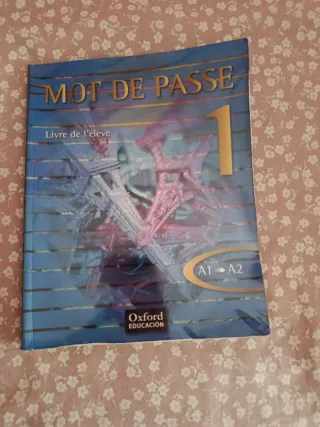 MOT DE PASSE
1
Livre de l'élève
A1 A2
Oxford
EDUCACIÓN